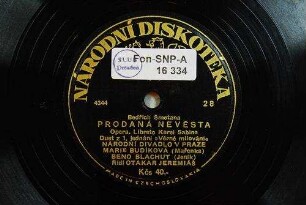 NÁRODNÍ DISKOTÉKA
Fon-SNP-A
16 334
4344
2 B
Bedřich Smetana
PRODANÁ NEVĚSTA
Opera. Libreto Karel Sabina
Duet z 1. jednání »Věrné milování«
NÁRODNÍ DIVADLO V PRAZE
MARIE BUDÍKOVÁ (Mařenka)
BENO BLACHUT (Jeník)
Řídí OTAKAR JEREMIÁŠ
Kčs 40.-
MADE IN CZECHOSLOVAKIA